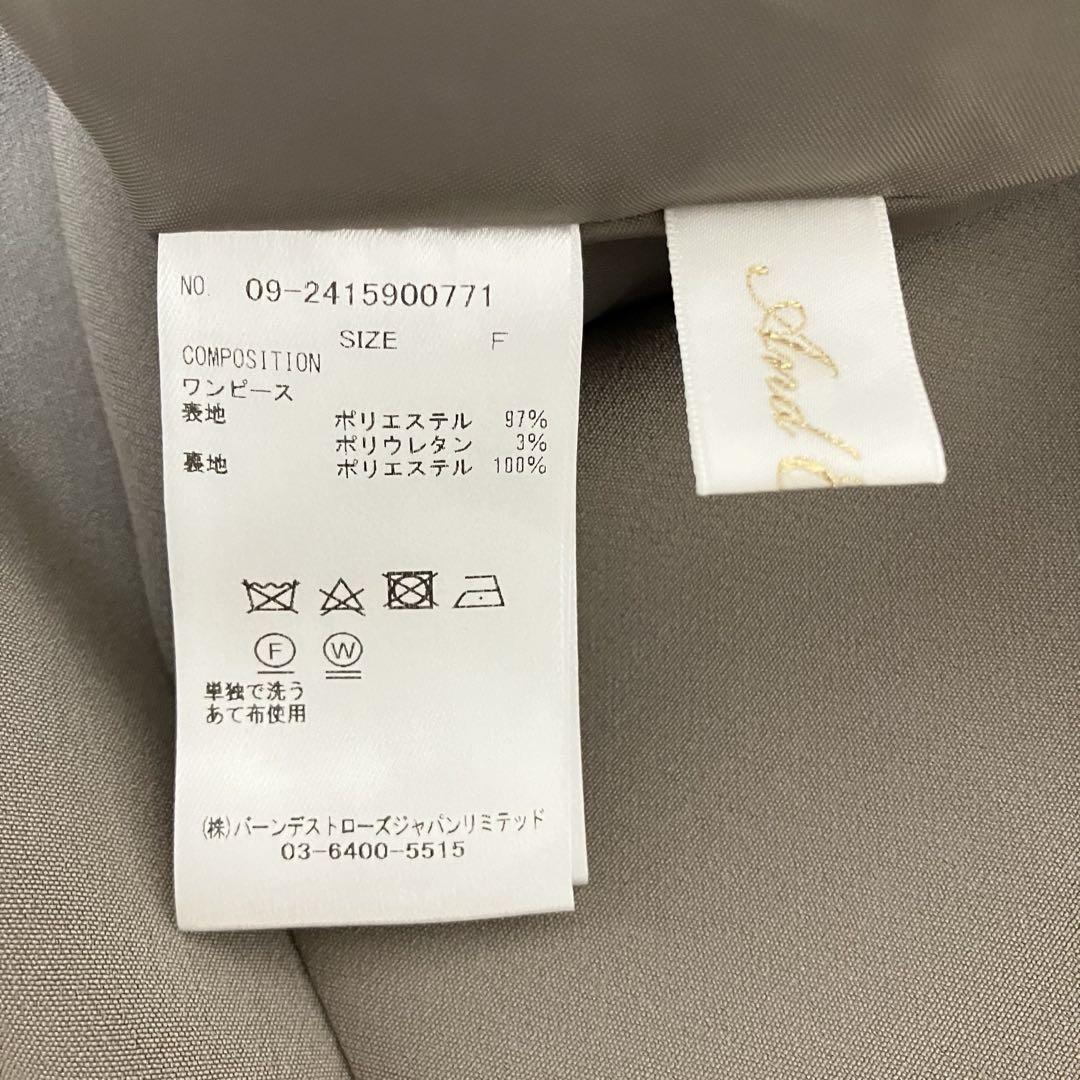 NO. 09-2415900771
SIZE F
COMPOSITION
ワンピース
表地 ポリエステル 97%
ポリウレタン 3%
裏地 ポリエステル 100%
F W
単独で洗う
あて布使用
(株)バーンデストローズジャパンリミテッド
03-6400-5515
And